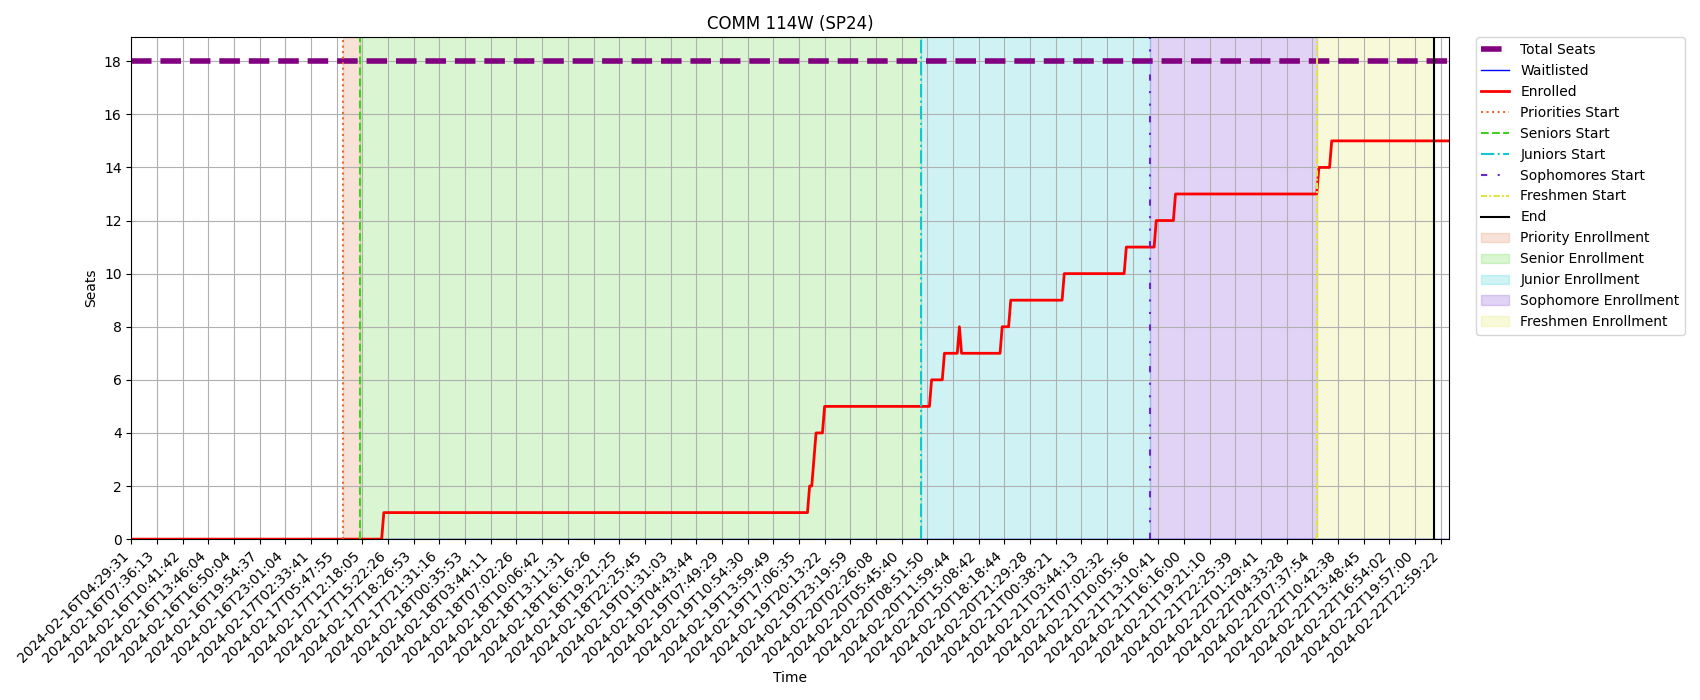 COMM 114W (SP24)
18
16
14
12
10
8
6
4
2
0
Seats
2024-02-16T04:29:31
2024-02-16T07:36:13
2024-02-16T10:41:42
2024-02-16T13:46:04
2024-02-16T16:50:04
2024-02-16T19:54:37
2024-02-16T23:01:04
2024-02-17T02:33:41
2024-02-17T05:47:55
2024-02-17T12:18:05
2024-02-17T15:22:26
2024-02-17T18:26:53
2024-02-17T21:31:16
2024-02-18T00:35:53
2024-02-18T03:44:11
2024-02-18T07:02:26
2024-02-18T10:06:42
2024-02-18T13:11:31
2024-02-18T16:16:26
2024-02-18T19:21:25
2024-02-18T22:25:45
2024-02-19T01:31:03
2024-02-19T04:43:44
2024-02-19T07:49:29
2024-02-19T10:54:30
2024-02-19T13:59:49
2024-02-19T17:06:35
2024-02-19T20:13:22
2024-02-19T23:19:59
2024-02-20T02:26:08
2024-02-20T05:45:40
2024-02-20T08:51:50
2024-02-20T11:59:44
2024-02-20T15:08:42
2024-02-20T18:18:44
2024-02-20T21:29:28
2024-02-21T00:38:21
2024-02-21T03:44:13
2024-02-21T07:02:32
2024-02-21T10:05:56
2024-02-21T13:10:41
2024-02-21T16:16:00
2024-02-21T19:21:10
2024-02-21T22:25:39
2024-02-22T01:29:41
2024-02-22T04:33:28
2024-02-22T07:37:54
2024-02-22T10:42:38
2024-02-22T13:48:45
2024-02-22T16:54:02
2024-02-22T19:57:00
2024-02-22T22:59:22
Time
Total Seats
Waitlisted
Enrolled
Priorities Start
Seniors Start
Juniors Start
Sophomores Start
Freshmen Start
End
Priority Enrollment
Senior Enrollment
Junior Enrollment
Sophomore Enrollment
Freshmen Enrollment